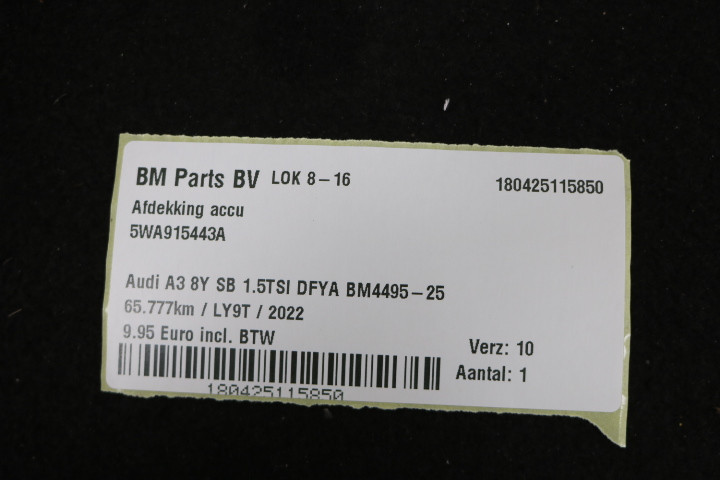 BM Parts BV LOK 8-16 180425115850
Afdekking accu
5WA915443A
Audi A3 8Y SB 1.5TSI DFYA BM4495-25
65.777km / LY9T / 2022
9.95 Euro incl. BTW
Verz: 10
Aantal: 1
180425115850